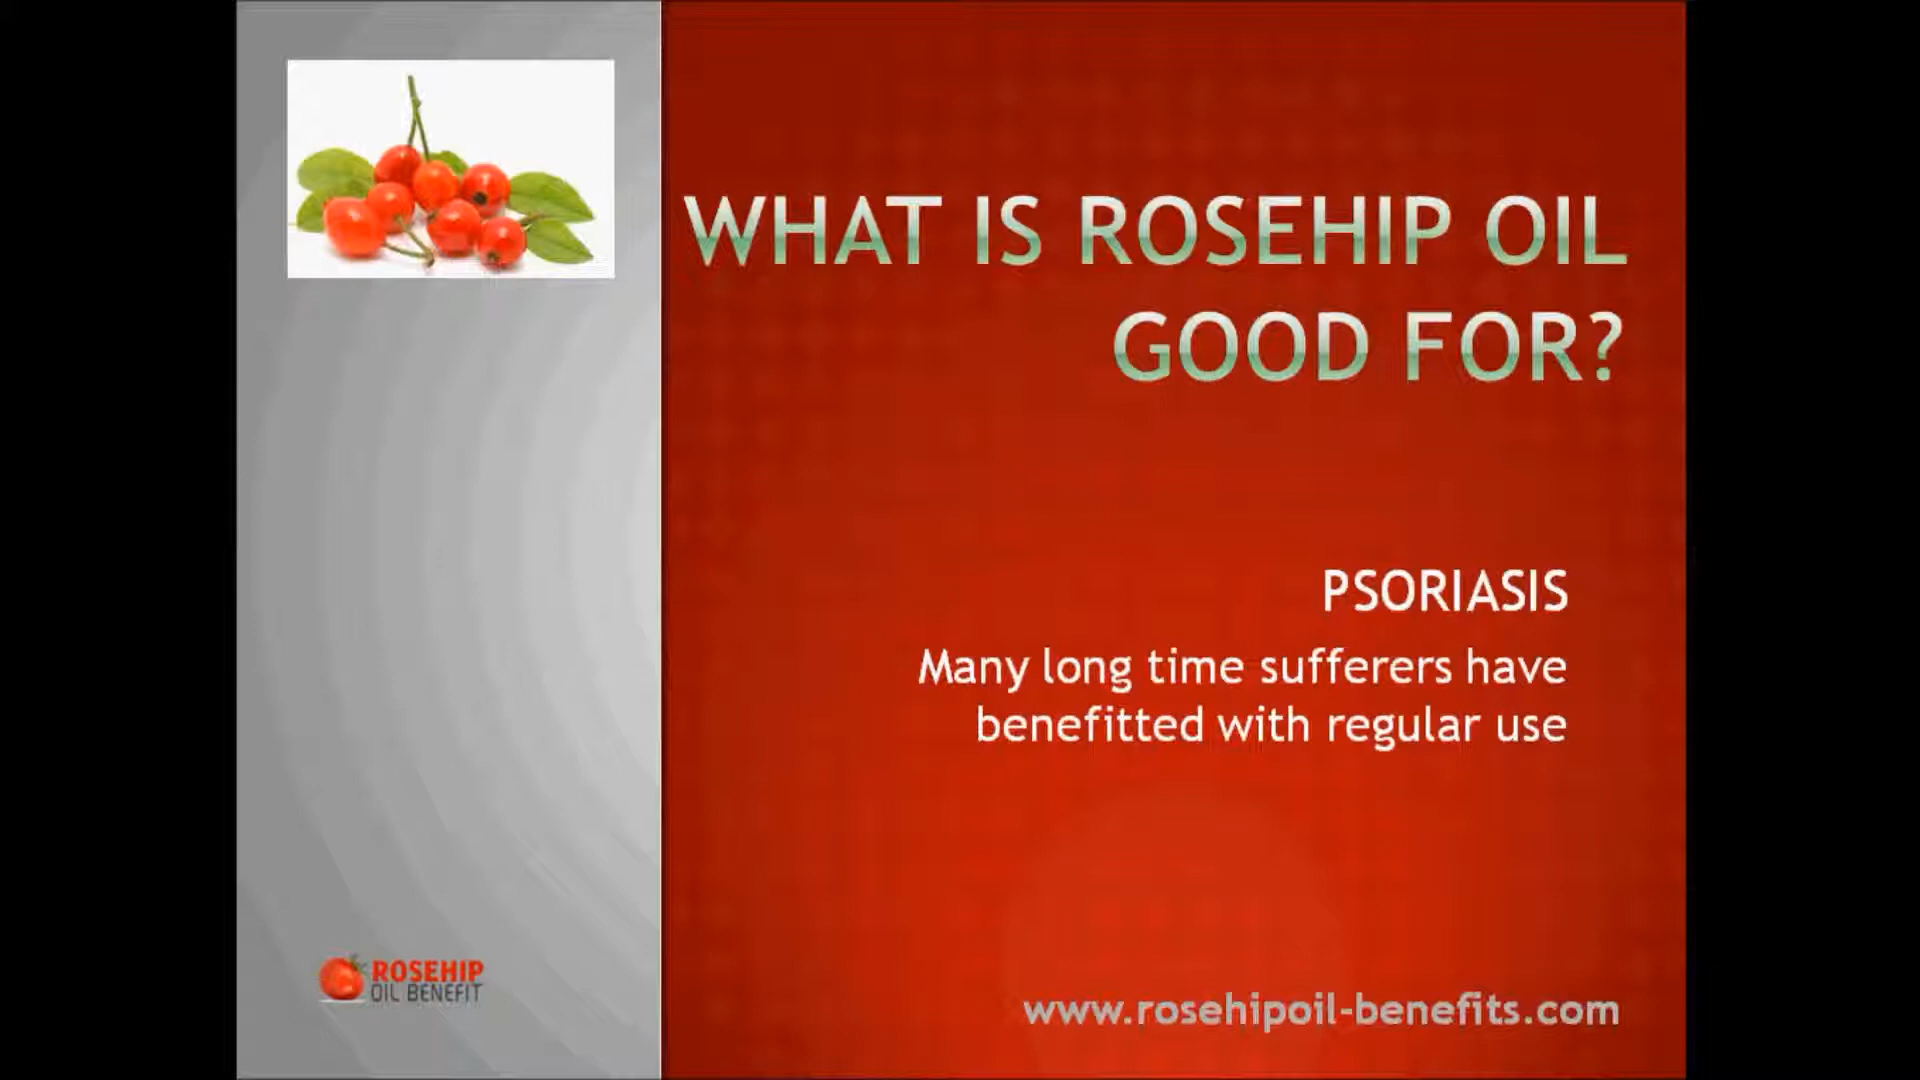 WHAT IS ROSEHIP OIL
GOOD FOR?
PSORIASIS
Many long time sufferers have
benefitted with regular use
ROSEHIP
OIL BENEFIT
www.rosehipoil-benefits.com